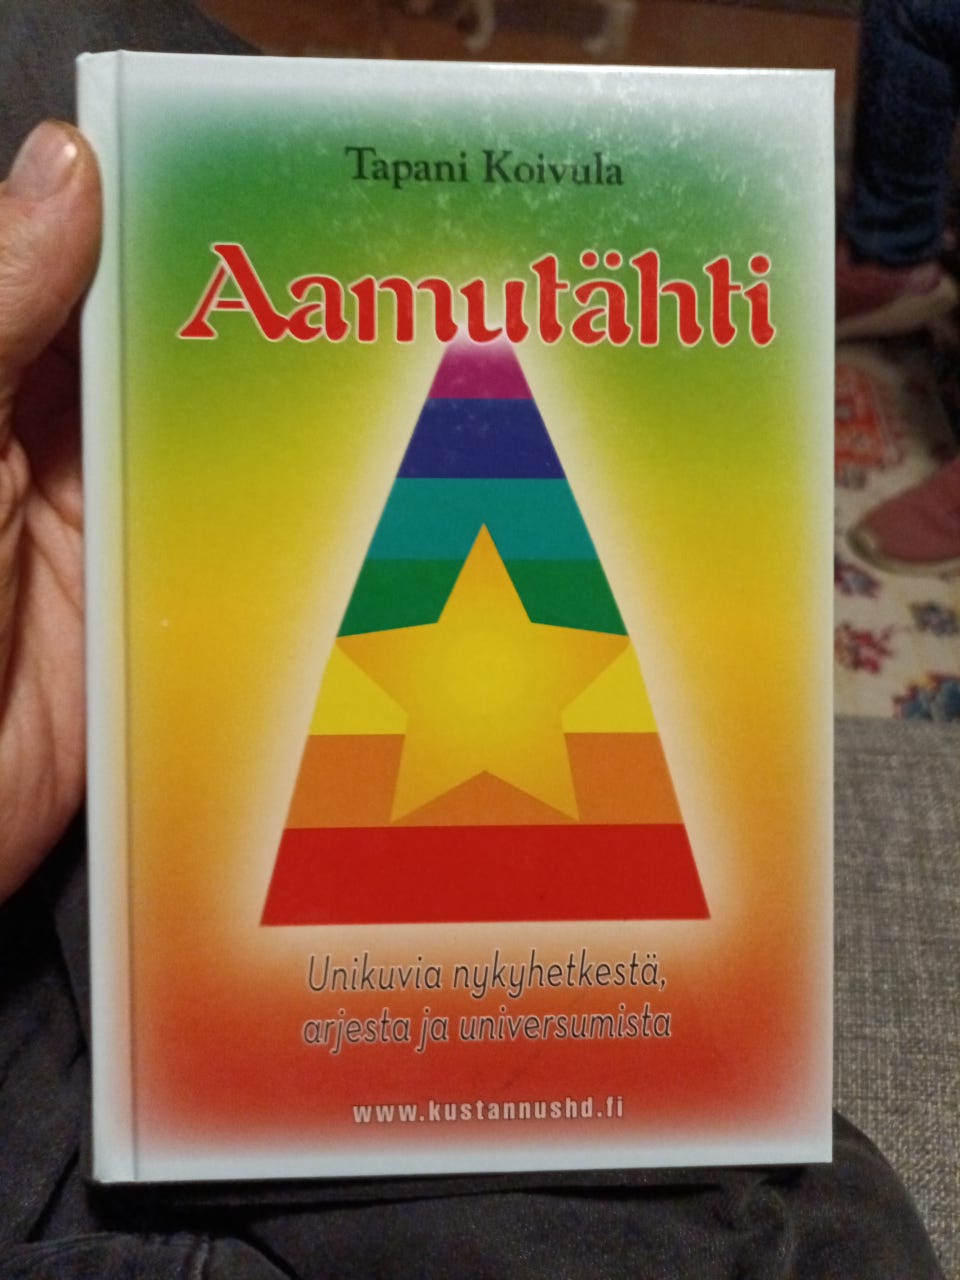 Tapani Koivula
Aamutähti
Unikuvia nykyhetkestä,
arjesta ja universumista
www.kustannushd.fi